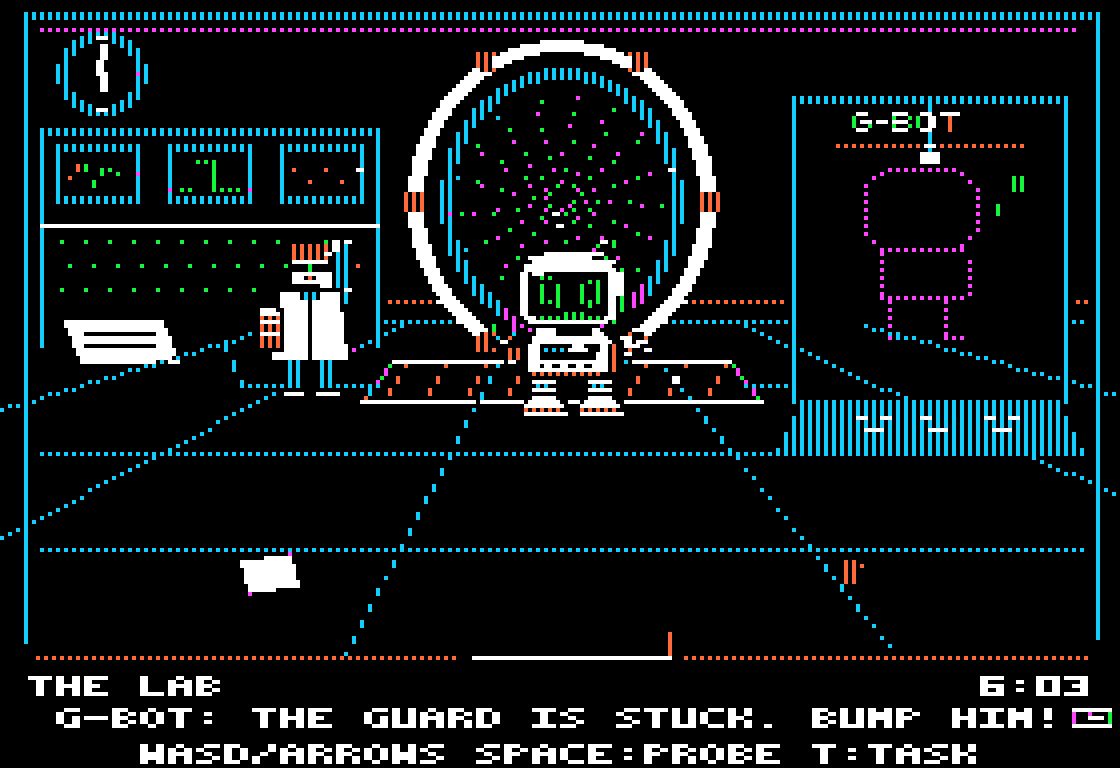 G-BOT
THE LAB 6:03
G-BOT: THE GUARD IS STUCK. BUMP HIM!
WASD/ARROWS SPACE:PROBE T:TASK